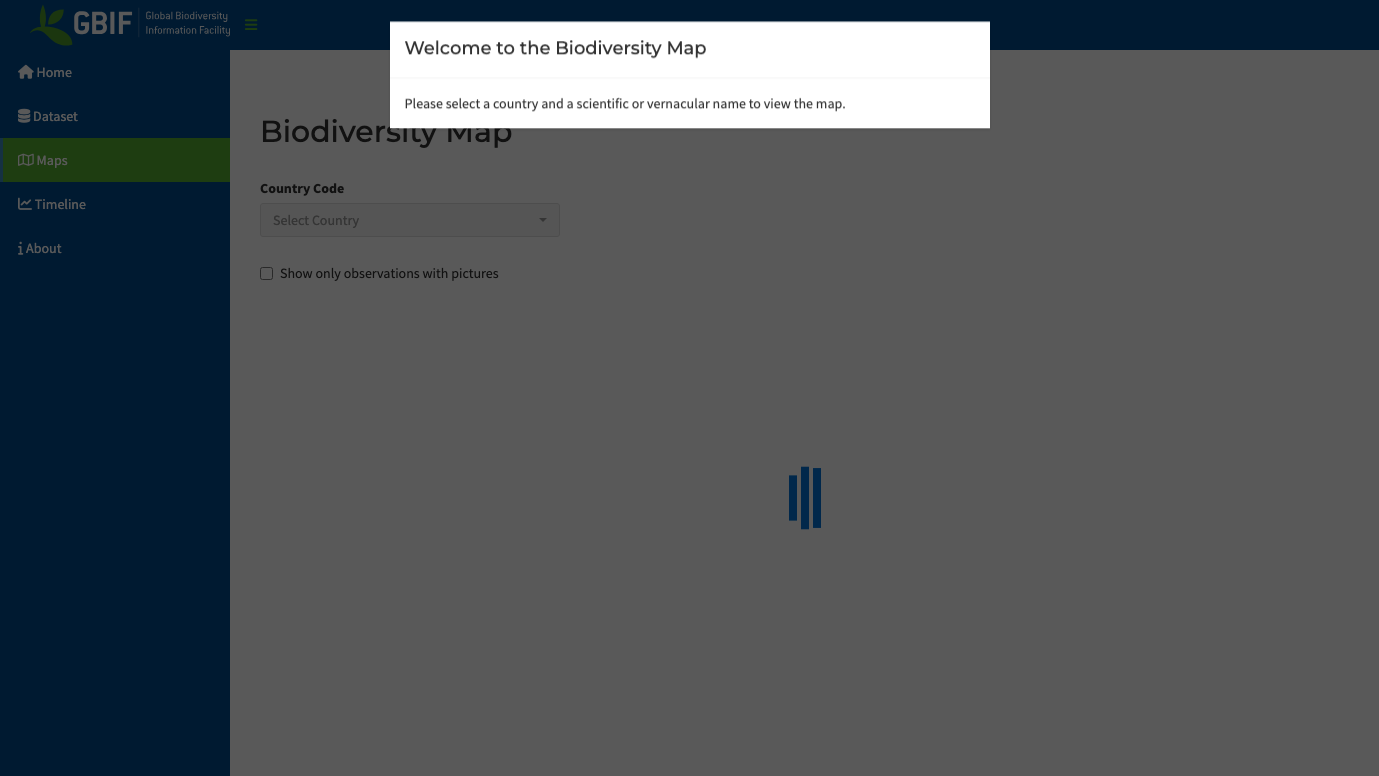 GBIF
Global Biodiversity
Information Facility
Welcome to the Biodiversity Map
Please select a country and a scientific or vernacular name to view the map.
Home
Dataset
Maps
Timeline
About
Biodiversity Map
Country Code
Select Country
Show only observations with pictures